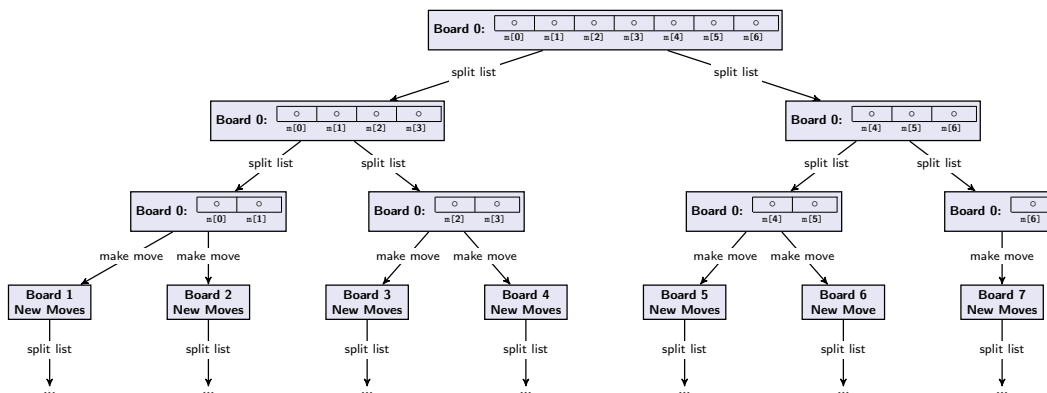 Board 0:
m[0] m[1] m[2] m[3] m[4] m[5] m[6]
split list split list
Board 0:
m[0] m[1] m[2] m[3]
Board 0:
m[4] m[5] m[6]
split list split list split list split list
Board 0:
m[0] m[1]
Board 0:
m[2] m[3]
Board 0:
m[4] m[5]
Board 0:
m[6]
make move make move make move make move make move make move make move
Board 1
New Moves
Board 2
New Moves
Board 3
New Moves
Board 4
New Moves
Board 5
New Moves
Board 6
New Move
Board 7
New Moves
split list split list split list split list split list split list split list
... ... ... ... ... ... ...